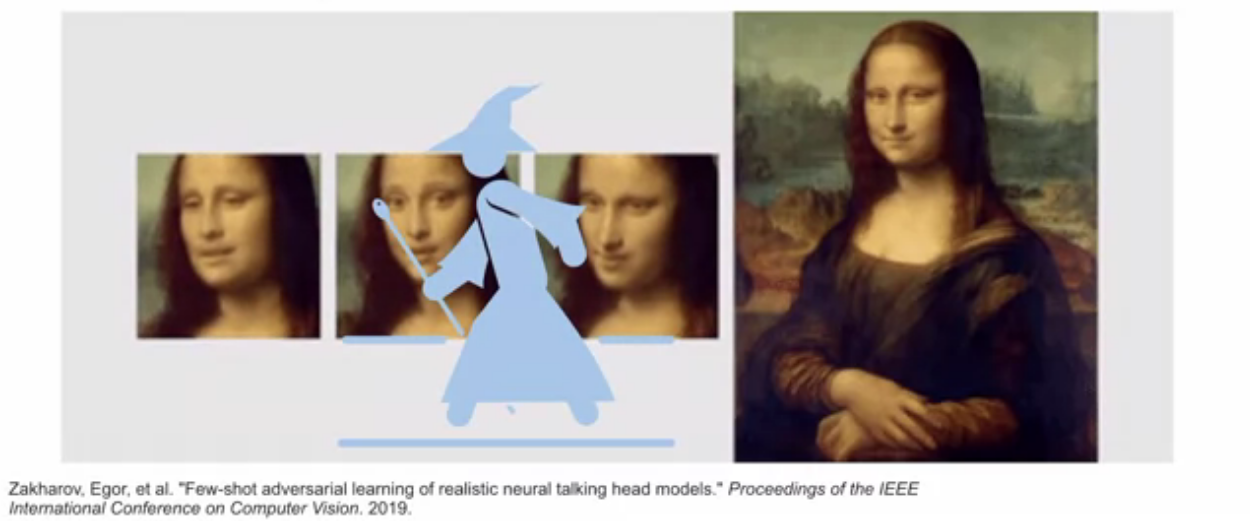 Zakharov, Egor, et al. "Few-shot adversarial learning of realistic neural talking head models." Proceedings of the IEEE
International Conference on Computer Vision. 2019.